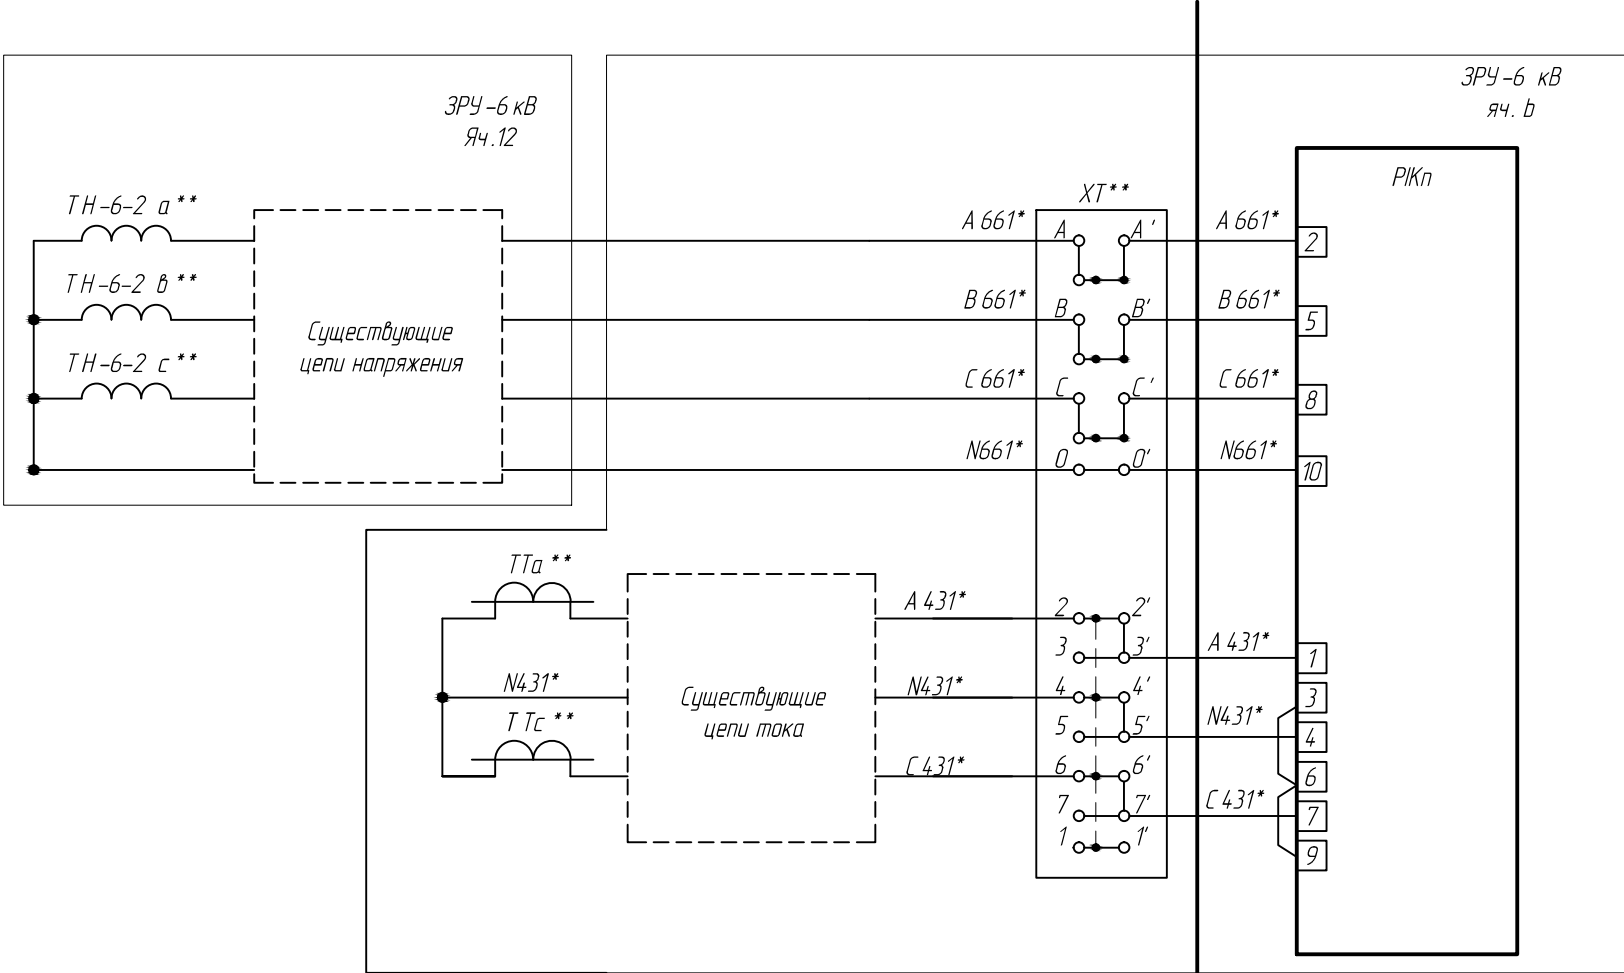 ЗРУ-6 кВ
Яч.12
ЗРУ-6 кВ
яч. b
ТН-6-2 а**
ТН-6-2 в**
ТН-6-2 с**
Существующие
цепи напряжения
A 661*
B 661*
C 661*
N661*
XT**
A A'
B B'
C C'
0 0'
A 661*
B 661*
C 661*
N661*
PIKn
2
5
8
10
ТТа**
N431*
ТТс**
Существующие
цепи тока
A 431*
N431*
C 431*
2 2'
3 3'
4 4'
5 5'
6 6'
7 7'
1 1'
A 431*
N431*
C 431*
1
3
4
6
7
9